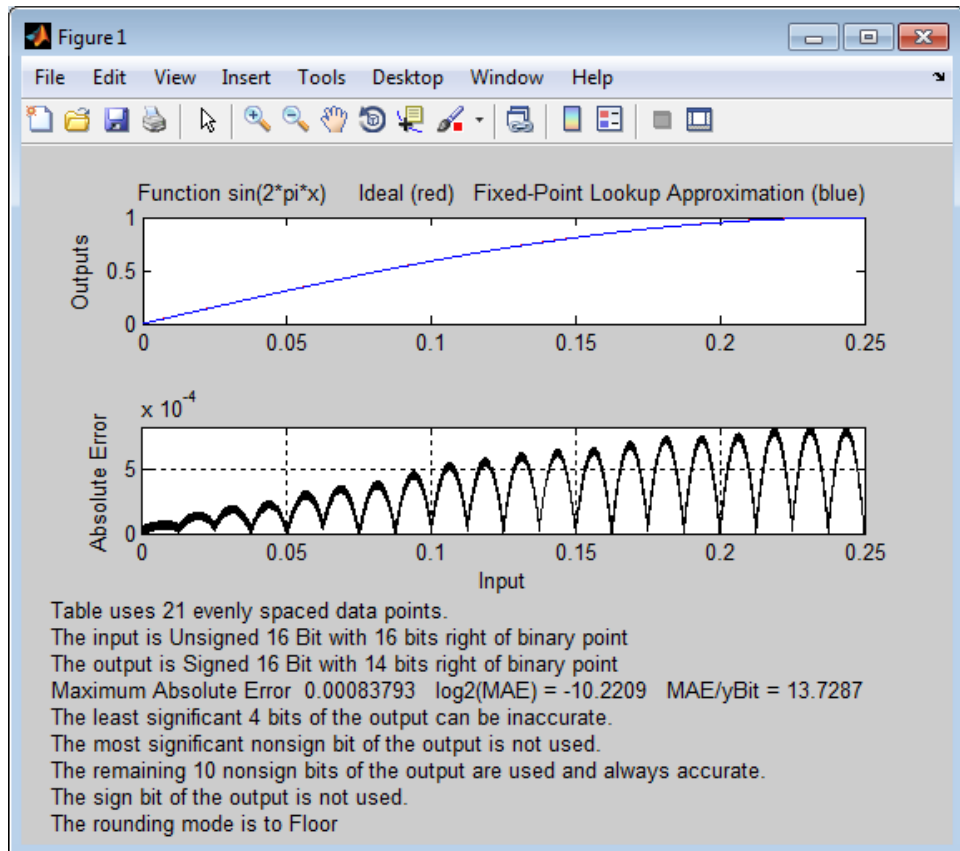 Figure 1
File Edit View Insert Tools Desktop Window Help
Function sin(2*pi*x) Ideal (red) Fixed-Point Lookup Approximation (blue)
Outputs
1
0.5
0
0 0.05 0.1 0.15 0.2 0.25
x 10^-4
Absolute Error
5
0
0 0.05 0.1 0.15 0.2 0.25
Input
Table uses 21 evenly spaced data points.
The input is Unsigned 16 Bit with 16 bits right of binary point
The output is Signed 16 Bit with 14 bits right of binary point
Maximum Absolute Error 0.00083793 log2(MAE) = -10.2209 MAE/yBit = 13.7287
The least significant 4 bits of the output can be inaccurate.
The most significant nonsign bit of the output is not used.
The remaining 10 nonsign bits of the output are used and always accurate.
The sign bit of the output is not used.
The rounding mode is to Floor